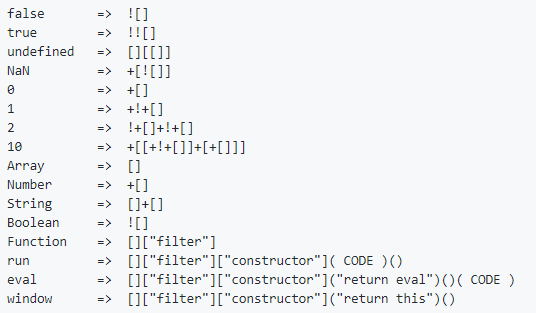 false => ![]
true => !![]
undefined => [][[]]
NaN => +[![]]
0 => +[]
1 => +!+[]
2 => !+[]+!+[]
10 => +[[+!+[]]+[+[]]]
Array => []
Number => +[]
String => []+[]
Boolean => ![]
Function => []["filter"]
run => []["filter"]["constructor"]( CODE )()
eval => []["filter"]["constructor"]("return eval")()( CODE )
window => []["filter"]["constructor"]("return this")()